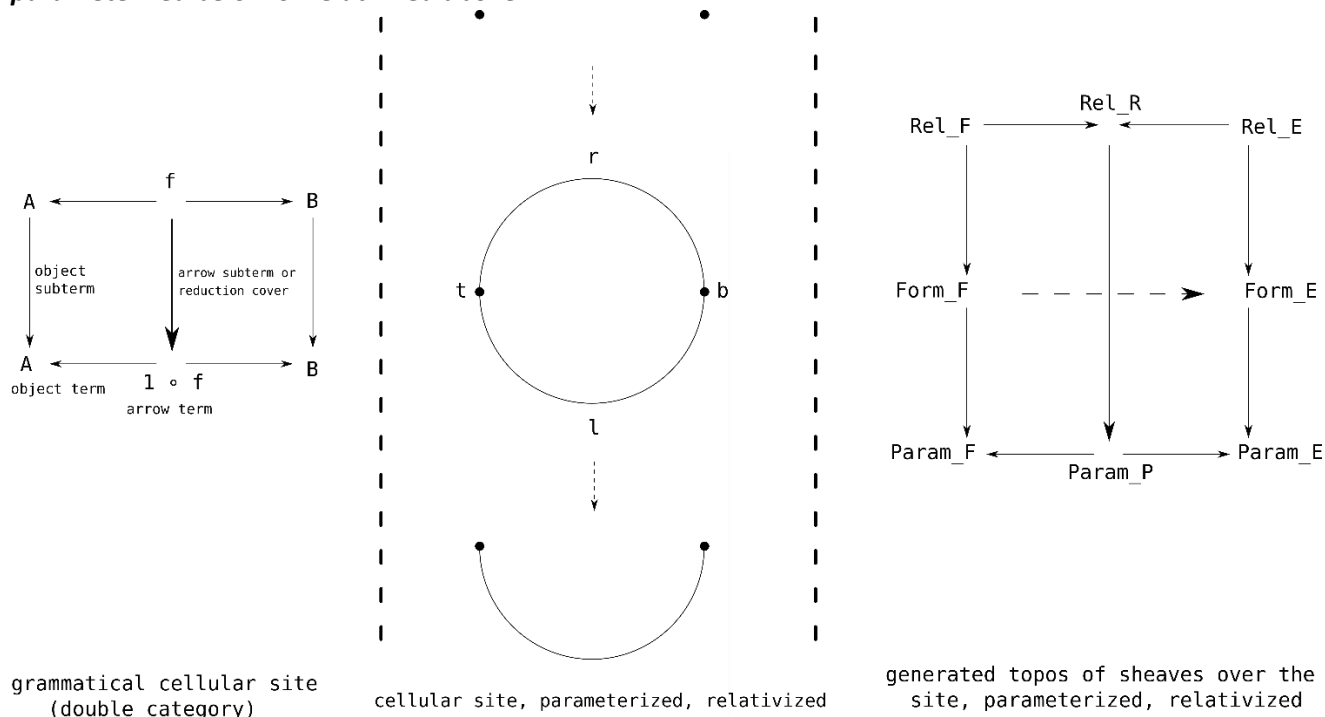 f
A B
object
subterm
arrow subterm or
reduction cover
A B
object term
1 ∘ f
arrow term
grammatical cellular site
(double category)
r
t b
l
cellular site, parameterized, relativized
Rel_R
Rel_F Rel_E
Form_F Form_E
Param_F Param_E
Param_P
generated topos of sheaves over the
site, parameterized, relativized